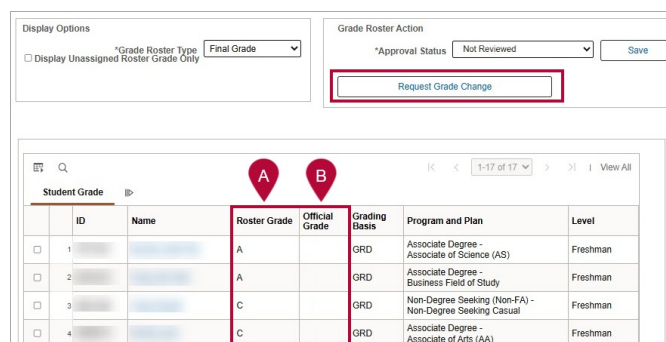 Display Options
*Grade Roster Type Final Grade
Display Unassigned Roster Grade Only
Grade Roster Action
*Approval Status Not Reviewed Save
Request Grade Change
A B
1-17 of 17 View All
Student Grade
ID Name Roster Grade Official Grade Grading Basis Program and Plan Level
1 A GRD Associate Degree - Associate of Science (AS) Freshman
2 A GRD Associate Degree - Business Field of Study Freshman
3 C GRD Non-Degree Seeking (Non-FA) - Non-Degree Seeking Casual Freshman
4 C GRD Associate Degree - Associate of Arts (AA) Freshman